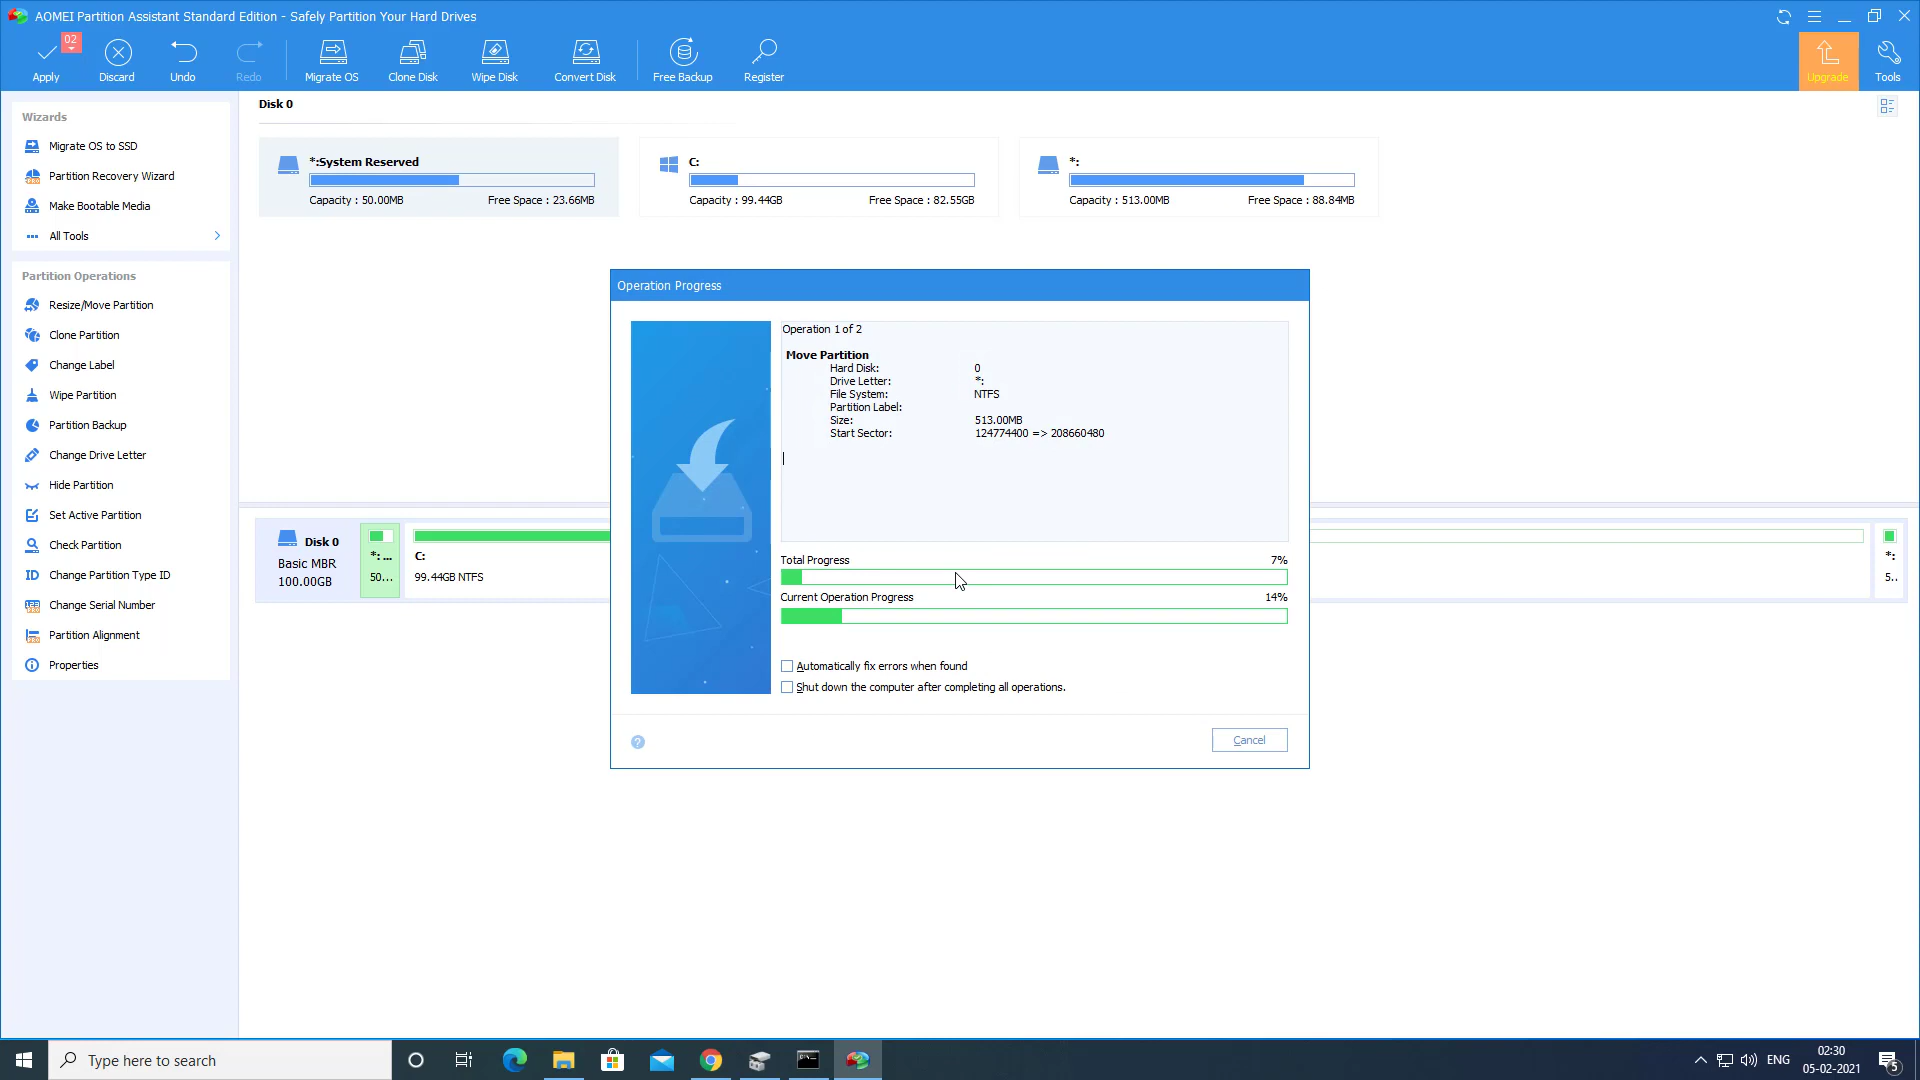 AOMEI Partition Assistant Standard Edition - Safely Partition Your Hard Drives
02
Apply
Discard
Undo
Redo
Migrate OS
Clone Disk
Wipe Disk
Convert Disk
Free Backup
Register
Upgrade
Tools
Wizards
Migrate OS to SSD
Partition Recovery Wizard
Make Bootable Media
All Tools
Partition Operations
Resize/Move Partition
Clone Partition
Change Label
Wipe Partition
Partition Backup
Change Drive Letter
Hide Partition
Set Active Partition
Check Partition
ID Change Partition Type ID
Change Serial Number
Partition Alignment
Properties
Disk 0
*:System Reserved
Capacity : 50.00MB Free Space : 23.66MB
C:
Capacity : 99.44GB Free Space : 82.55GB
*:
Capacity : 513.00MB Free Space : 88.84MB
Operation Progress
Operation 1 of 2
Move Partition
Hard Disk: 0
Drive Letter: *:
File System: NTFS
Partition Label:
Size: 513.00MB
Start Sector: 124774400 => 208660480
Total Progress 7%
Current Operation Progress 14%
Automatically fix errors when found
Shut down the computer after completing all operations.
?
Cancel
Disk 0
Basic MBR
100.00GB
*: ...
50...
C:
99.44GB NTFS
*:
5..
Type here to search
ENG
02:30
05-02-2021
5